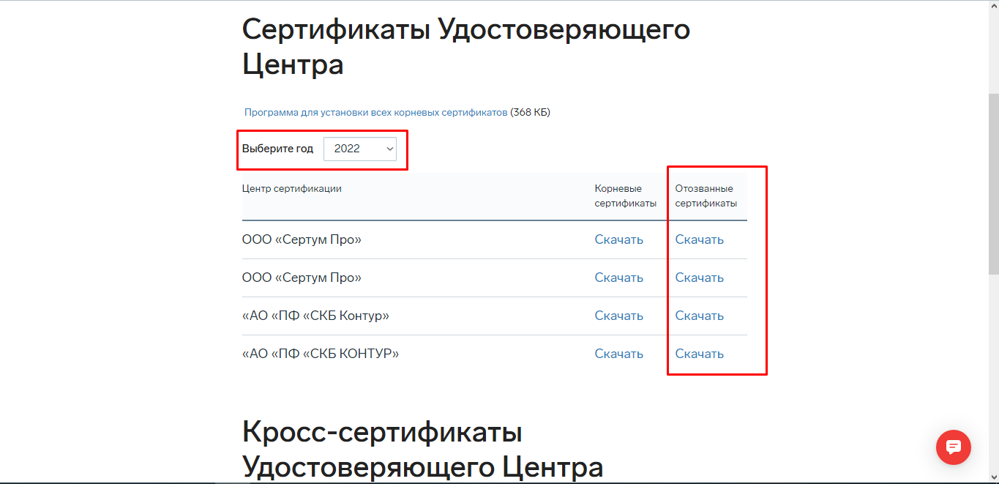 Сертификаты Удостоверяющего
Центра
Программа для установки всех корневых сертификатов (368 КБ)
Выберите год 2022
Центр сертификации Корневые сертификаты Отозванные сертификаты
ООО «Сертум Про» Скачать Скачать
ООО «Сертум Про» Скачать Скачать
«АО «ПФ «СКБ Контур» Скачать Скачать
«АО «ПФ «СКБ КОНТУР» Скачать Скачать
Кросс-сертификаты
Удостоверяющего Центра